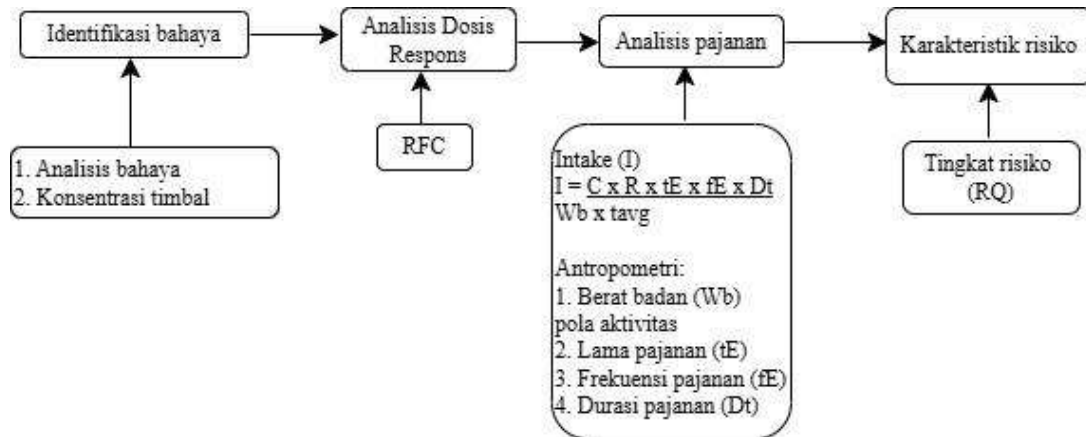 Identifikasi bahaya
Analisis Dosis
Respons
Analisis pajanan
Karakteristik risiko
1. Analisis bahaya
2. Konsentrasi timbal
RFC
Intake (I)
I = C x R x tE x fE x Dt
Wb x tavg
Antropometri:
1. Berat badan (Wb)
pola aktivitas
2. Lama pajanan (tE)
3. Frekuensi pajanan (fE)
4. Durasi pajanan (Dt)
Tingkat risiko
(RQ)